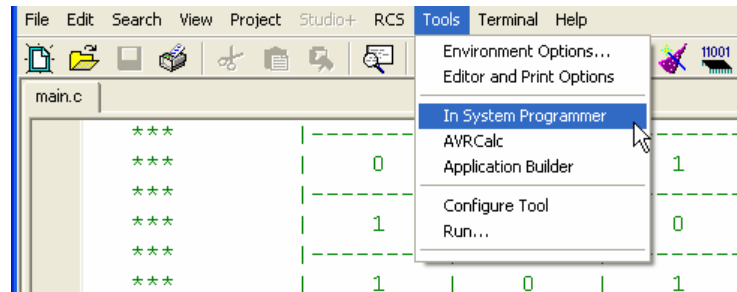 File Edit Search View Project Studio+ RCS Tools Terminal Help
11001
main.c
Environment Options...
Editor and Print Options
In System Programmer
AVRCalc
Application Builder
Configure Tool
Run...
*** |-------
*** | 0 1
*** |-------
*** | 1 0
*** |-------
*** | 1 | 0 | 1